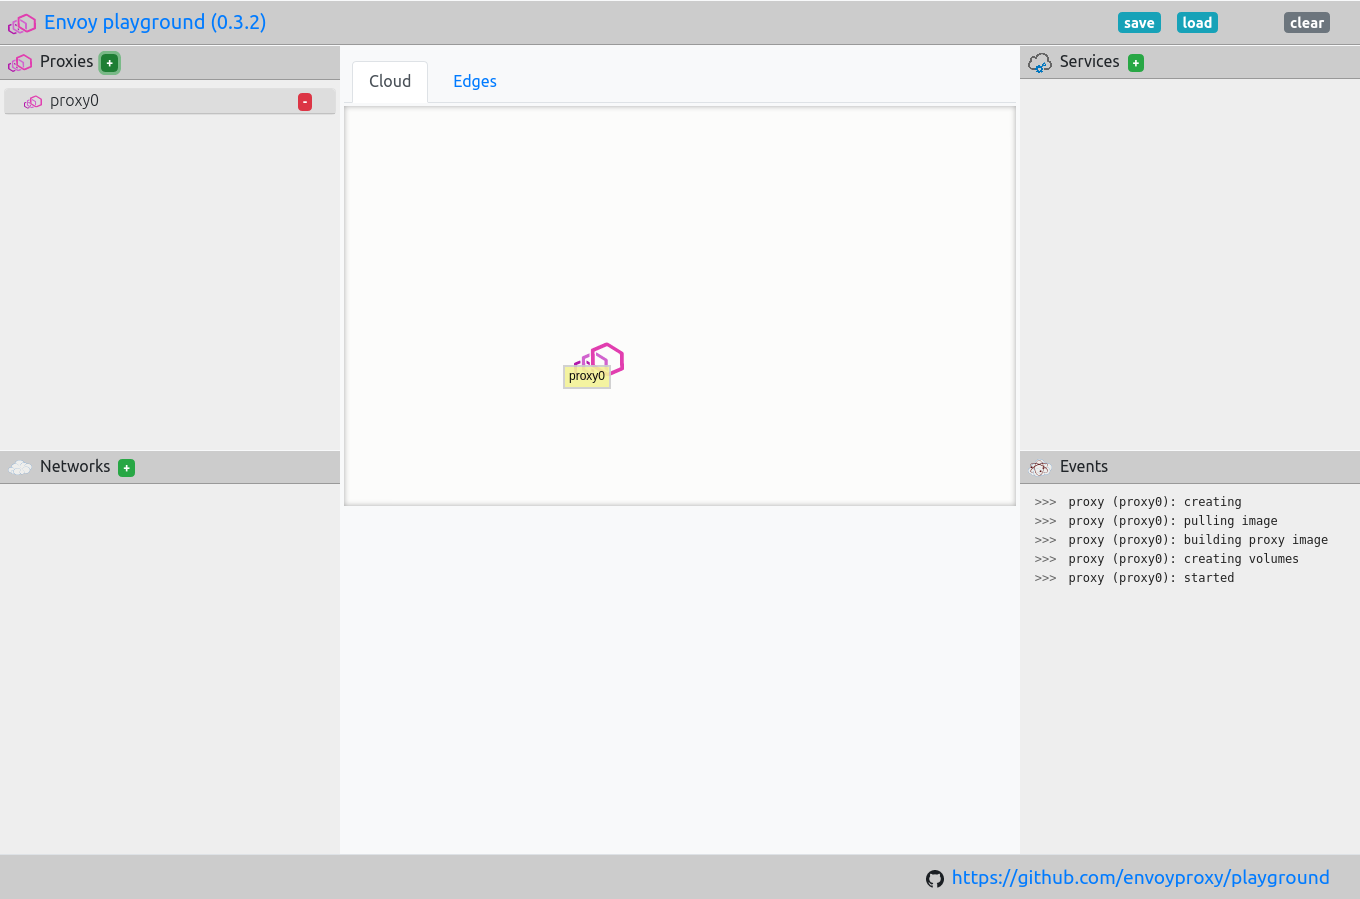 Envoy playground (0.3.2)
save
load
clear
Proxies +
proxy0
-
Cloud
Edges
proxy0
Services +
Networks +
Events
>>> proxy (proxy0): creating
>>> proxy (proxy0): pulling image
>>> proxy (proxy0): building proxy image
>>> proxy (proxy0): creating volumes
>>> proxy (proxy0): started
https://github.com/envoyproxy/playground